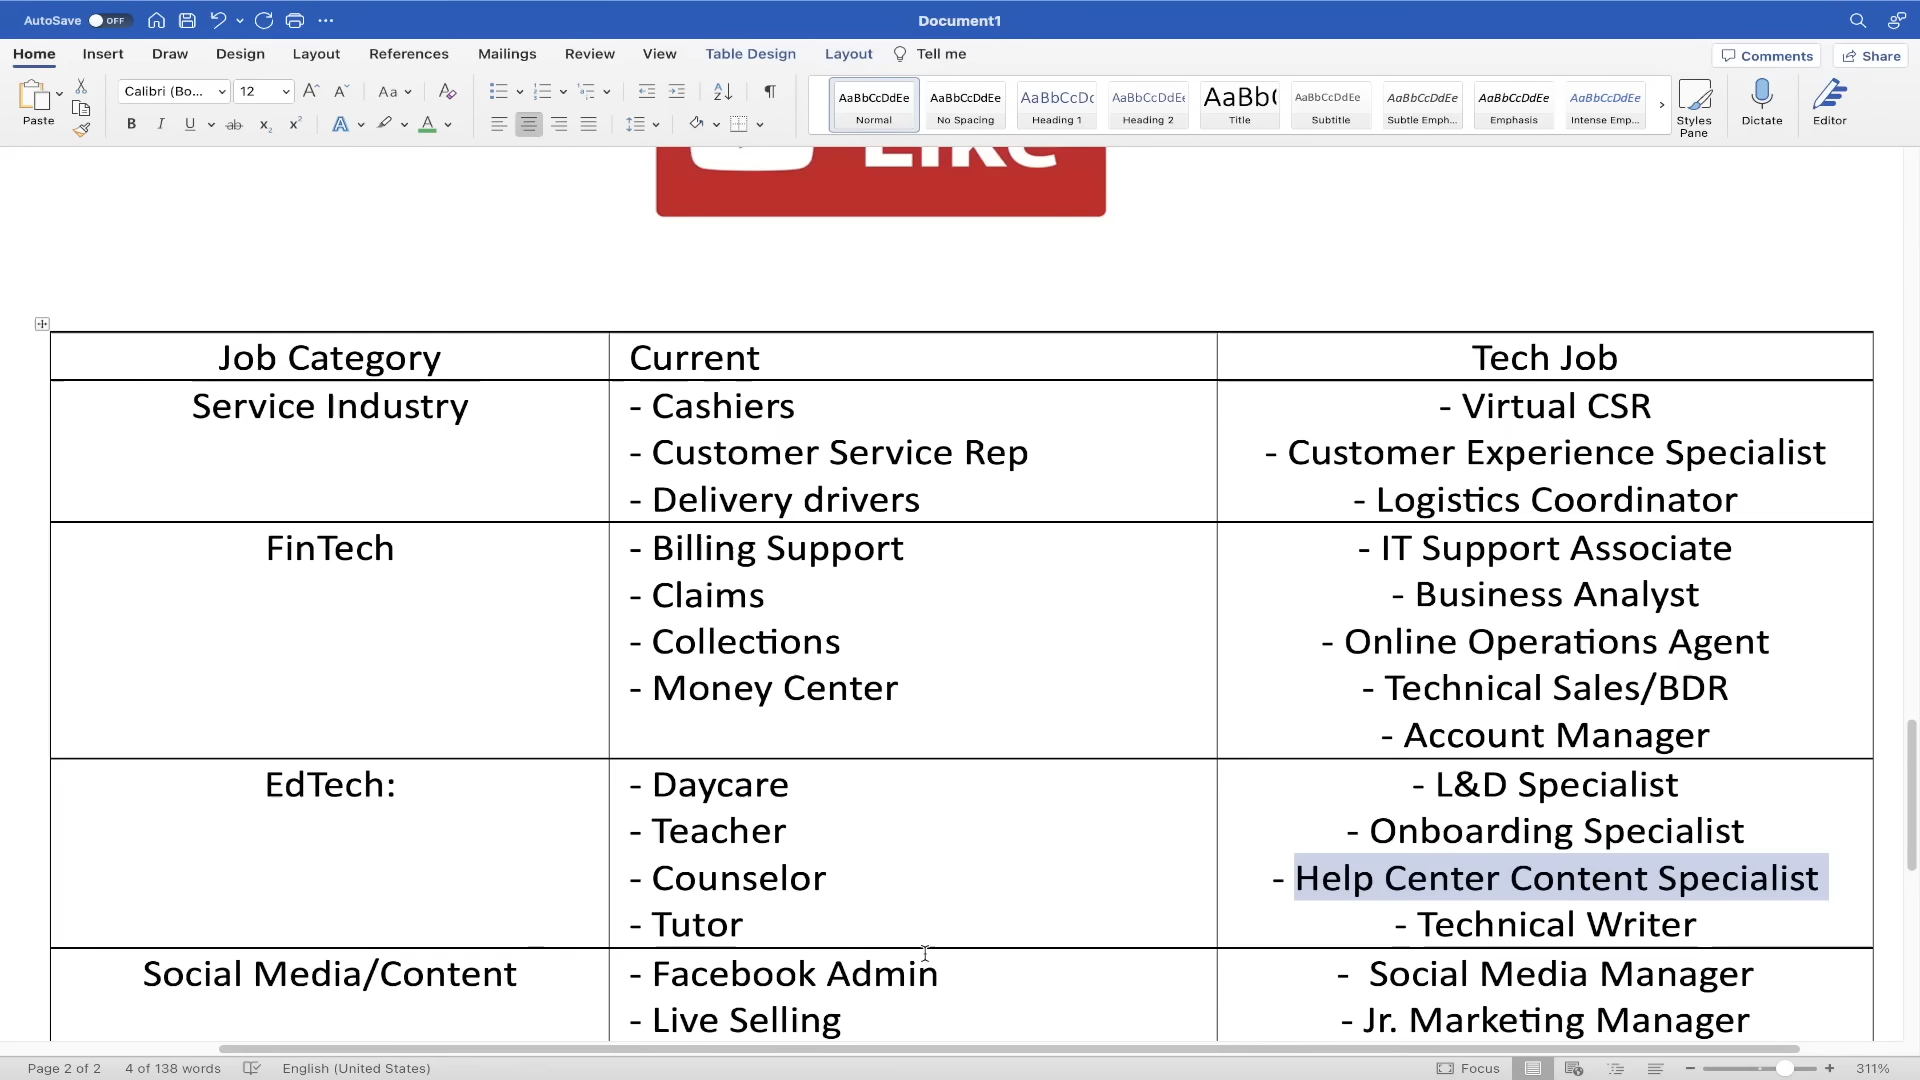 AutoSave OFF Document1
Home Insert Draw Design Layout References Mailings Review View Table Design Layout Tell me Comments Share
Paste Calibri (Bo... 12 Aa AaBbCcDdEe AaBbCcDdEe AaBbCcDc AaBbCcDdEe AaBb( AaBbCcDdEe AaBbCcDdEe AaBbCcDdEe AaBbCcDdEe
B I U ab Normal No Spacing Heading 1 Heading 2 Title Subtitle Subtle Emph... Emphasis Intense Emp... Styles Pane Dictate Editor
LIKE
Job Category Current Tech Job
Service Industry - Cashiers - Virtual CSR
- Customer Service Rep - Customer Experience Specialist
- Delivery drivers - Logistics Coordinator
FinTech - Billing Support - IT Support Associate
- Claims - Business Analyst
- Collections - Online Operations Agent
- Money Center - Technical Sales/BDR
- Account Manager
EdTech: - Daycare - L&D Specialist
- Teacher - Onboarding Specialist
- Counselor - Help Center Content Specialist
- Tutor - Technical Writer
Social Media/Content - Facebook Admin - Social Media Manager
- Live Selling - Jr. Marketing Manager
Page 2 of 2 4 of 138 words English (United States) Focus 311%